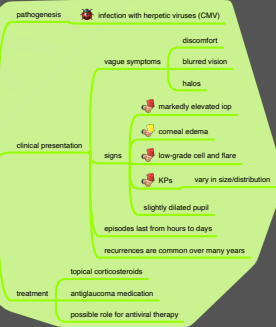 pathogenesis
infection with herpetic viruses (CMV)
clinical presentation
vague symptoms
discomfort
blurred vision
halos
signs
markedly elevated iop
corneal edema
low-grade cell and flare
KPs
vary in size/distribution
slightly dilated pupil
episodes last from hours to days
recurrences are common over many years
treatment
topical corticosteroids
antiglaucoma medication
possible role for antiviral therapy